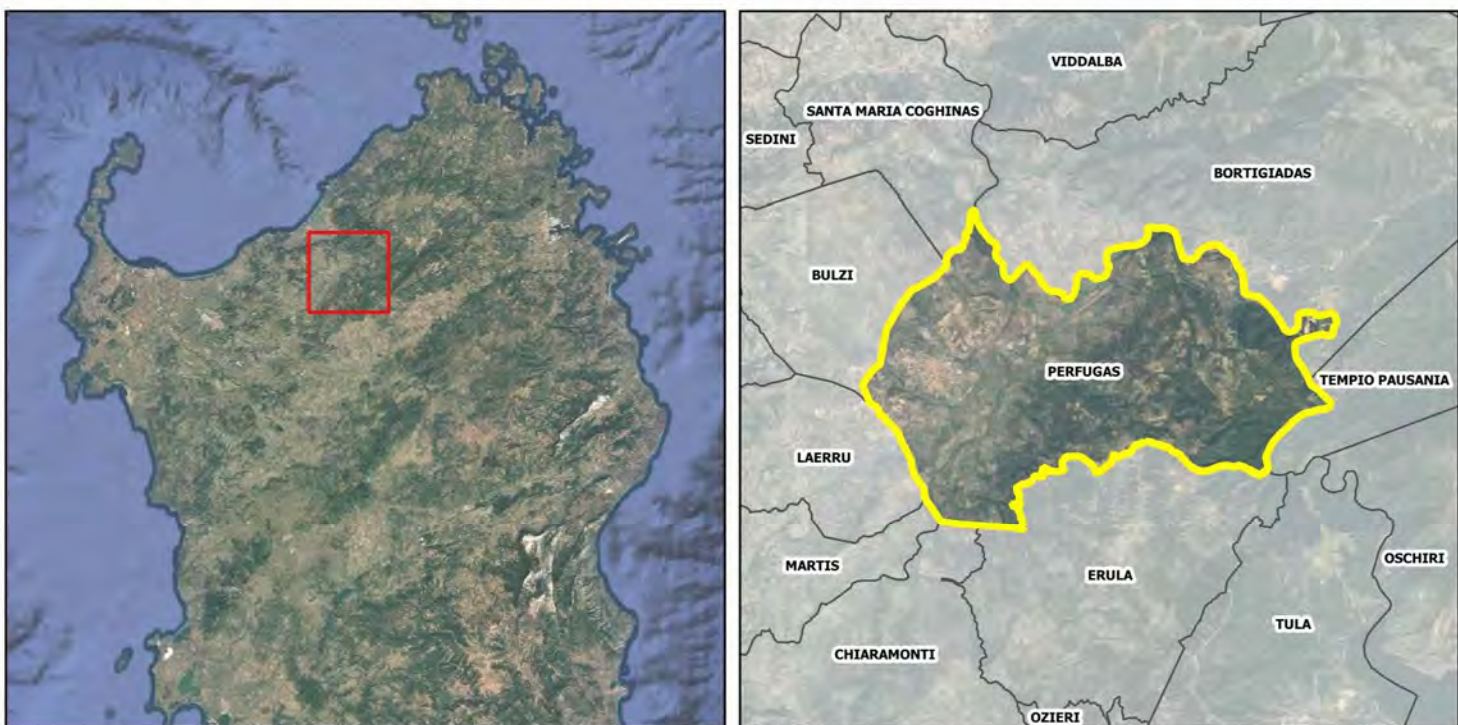 VIDDALBA
SANTA MARIA COGHINAS
SEDINI
BORTIGIADAS
BULZI
PERFUGAS
TEMPIO PAUSANIA
LAERRU
MARTIS
ERULA
OSCHIRI
TULA
CHIARAMONTI
OZIERI